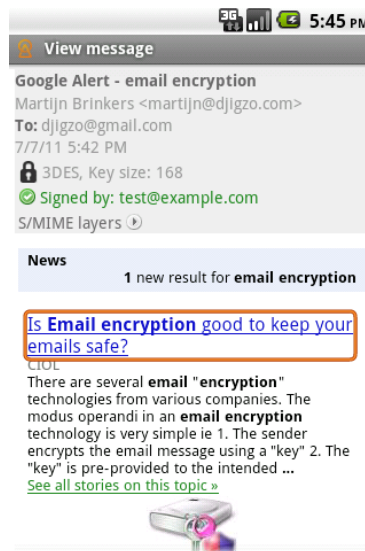 3G 5:45 PM
View message
Google Alert - email encryption
Martijn Brinkers <martijn@djigzo.com>
To: djigzo@gmail.com
7/7/11 5:42 PM
3DES, Key size: 168
Signed by: test@example.com
S/MIME layers
News
1 new result for email encryption
Is Email encryption good to keep your
emails safe?
CIOL
There are several email "encryption"
technologies from various companies. The
modus operandi in an email encryption
technology is very simple ie 1. The sender
encrypts the email message using a "key" 2. The
"key" is pre-provided to the intended ...
See all stories on this topic »